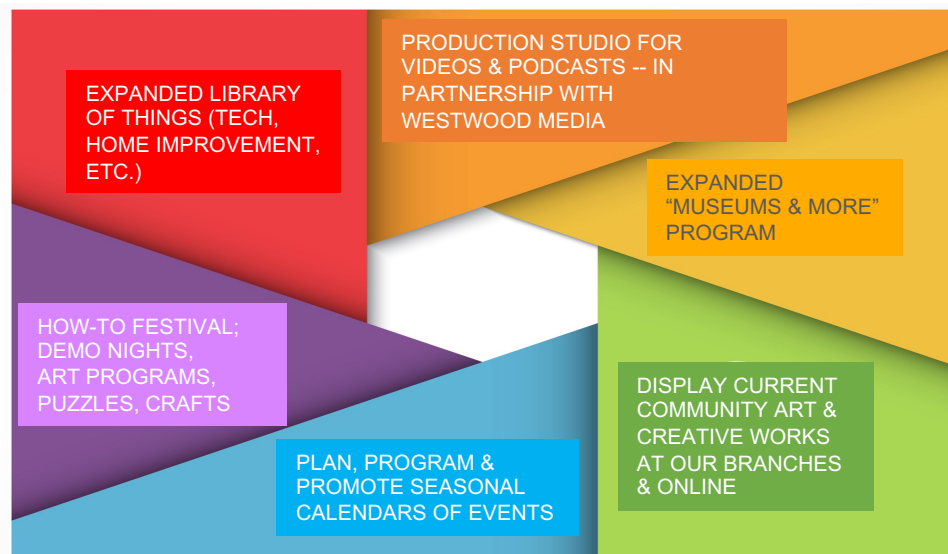 EXPANDED LIBRARY
OF THINGS (TECH,
HOME IMPROVEMENT,
ETC.)
PRODUCTION STUDIO FOR
VIDEOS & PODCASTS -- IN
PARTNERSHIP WITH
WESTWOOD MEDIA
EXPANDED
“MUSEUMS & MORE”
PROGRAM
HOW-TO FESTIVAL;
DEMO NIGHTS,
ART PROGRAMS,
PUZZLES, CRAFTS
DISPLAY CURRENT
COMMUNITY ART &
CREATIVE WORKS
AT OUR BRANCHES
& ONLINE
PLAN, PROGRAM &
PROMOTE SEASONAL
CALENDARS OF EVENTS